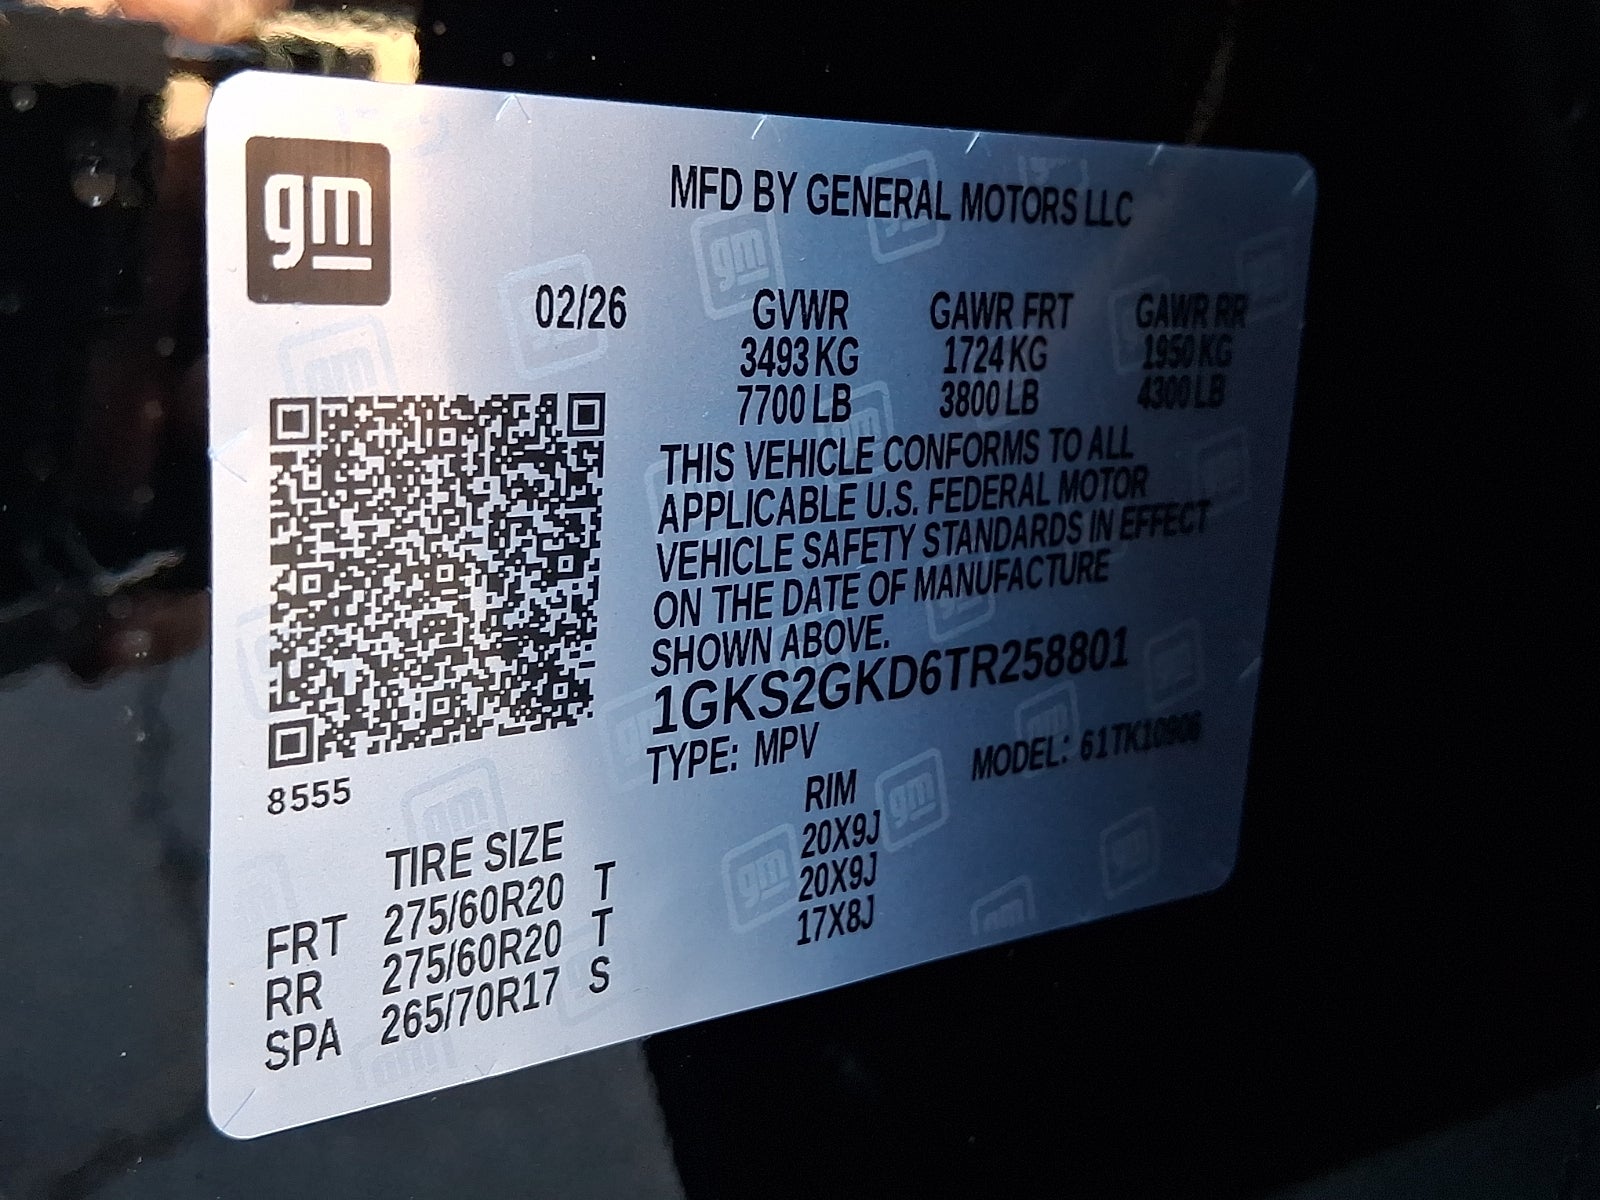 gm
MFD BY GENERAL MOTORS LLC
02/26
GVWR GAWR FRT GAWR RR
3493 KG 1724 KG 1950 KG
7700 LB 3800 LB 4300 LB
THIS VEHICLE CONFORMS TO ALL
APPLICABLE U.S. FEDERAL MOTOR
VEHICLE SAFETY STANDARDS IN EFFECT
ON THE DATE OF MANUFACTURE
SHOWN ABOVE.
1GKS2GKD6TR258801
TYPE: MPV MODEL: 61TK10906
8555
TIRE SIZE RIM
FRT 275/60R20 T 20X9J
RR 275/60R20 T 20X9J
SPA 265/70R17 S 17X8J